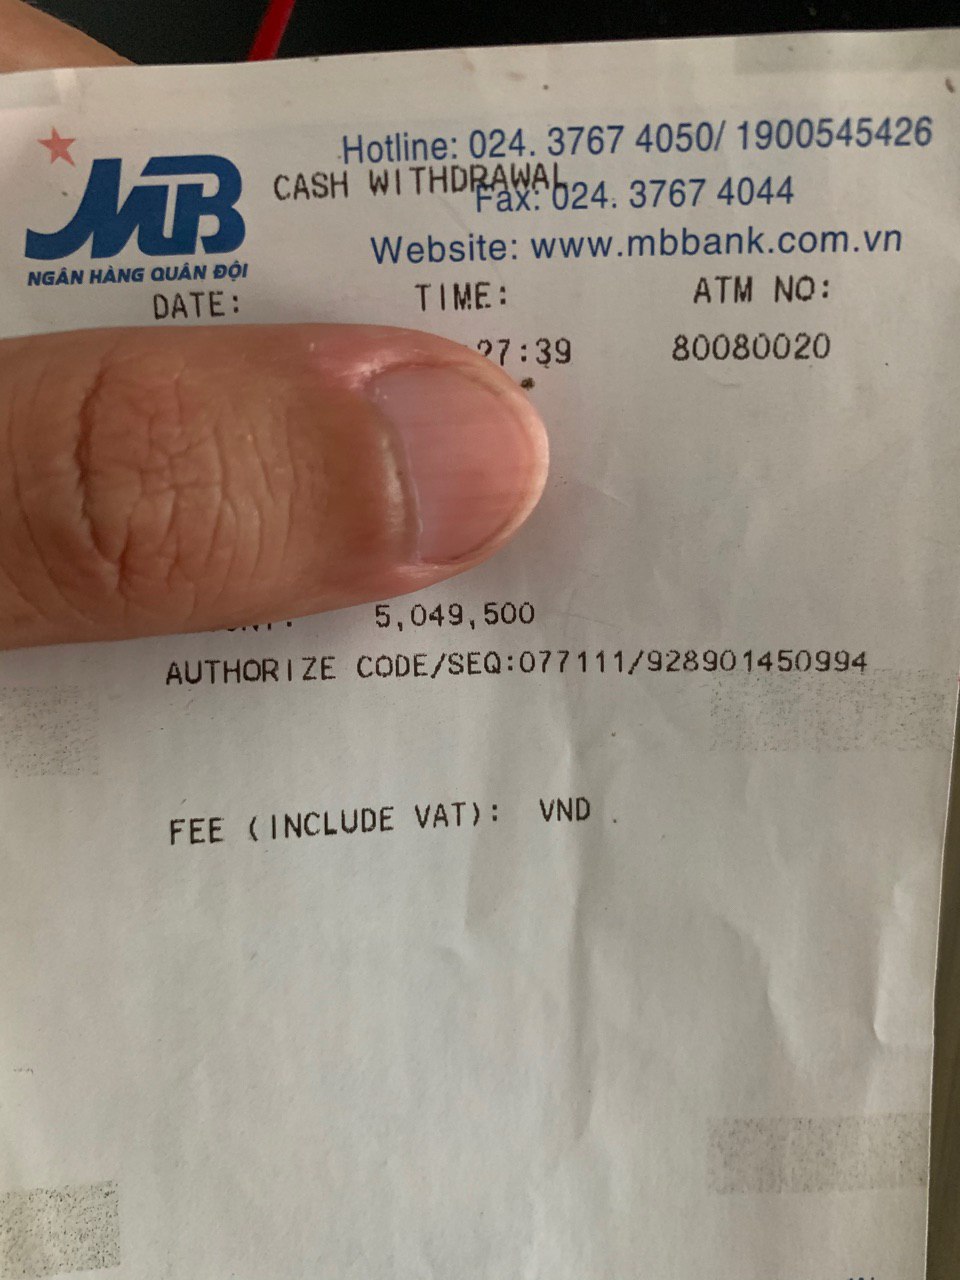 Hotline: 024. 3767 4050/ 1900545426
CASH WITHDRAWAL
Fax: 024. 3767 4044
Website: www.mbbank.com.vn
MB
NGÂN HÀNG QUÂN ĐỘI
DATE: TIME: ATM NO:
27:39 80080020
5,049,500
AUTHORIZE CODE/SEQ:077111/928901450994
FEE (INCLUDE VAT): VND .